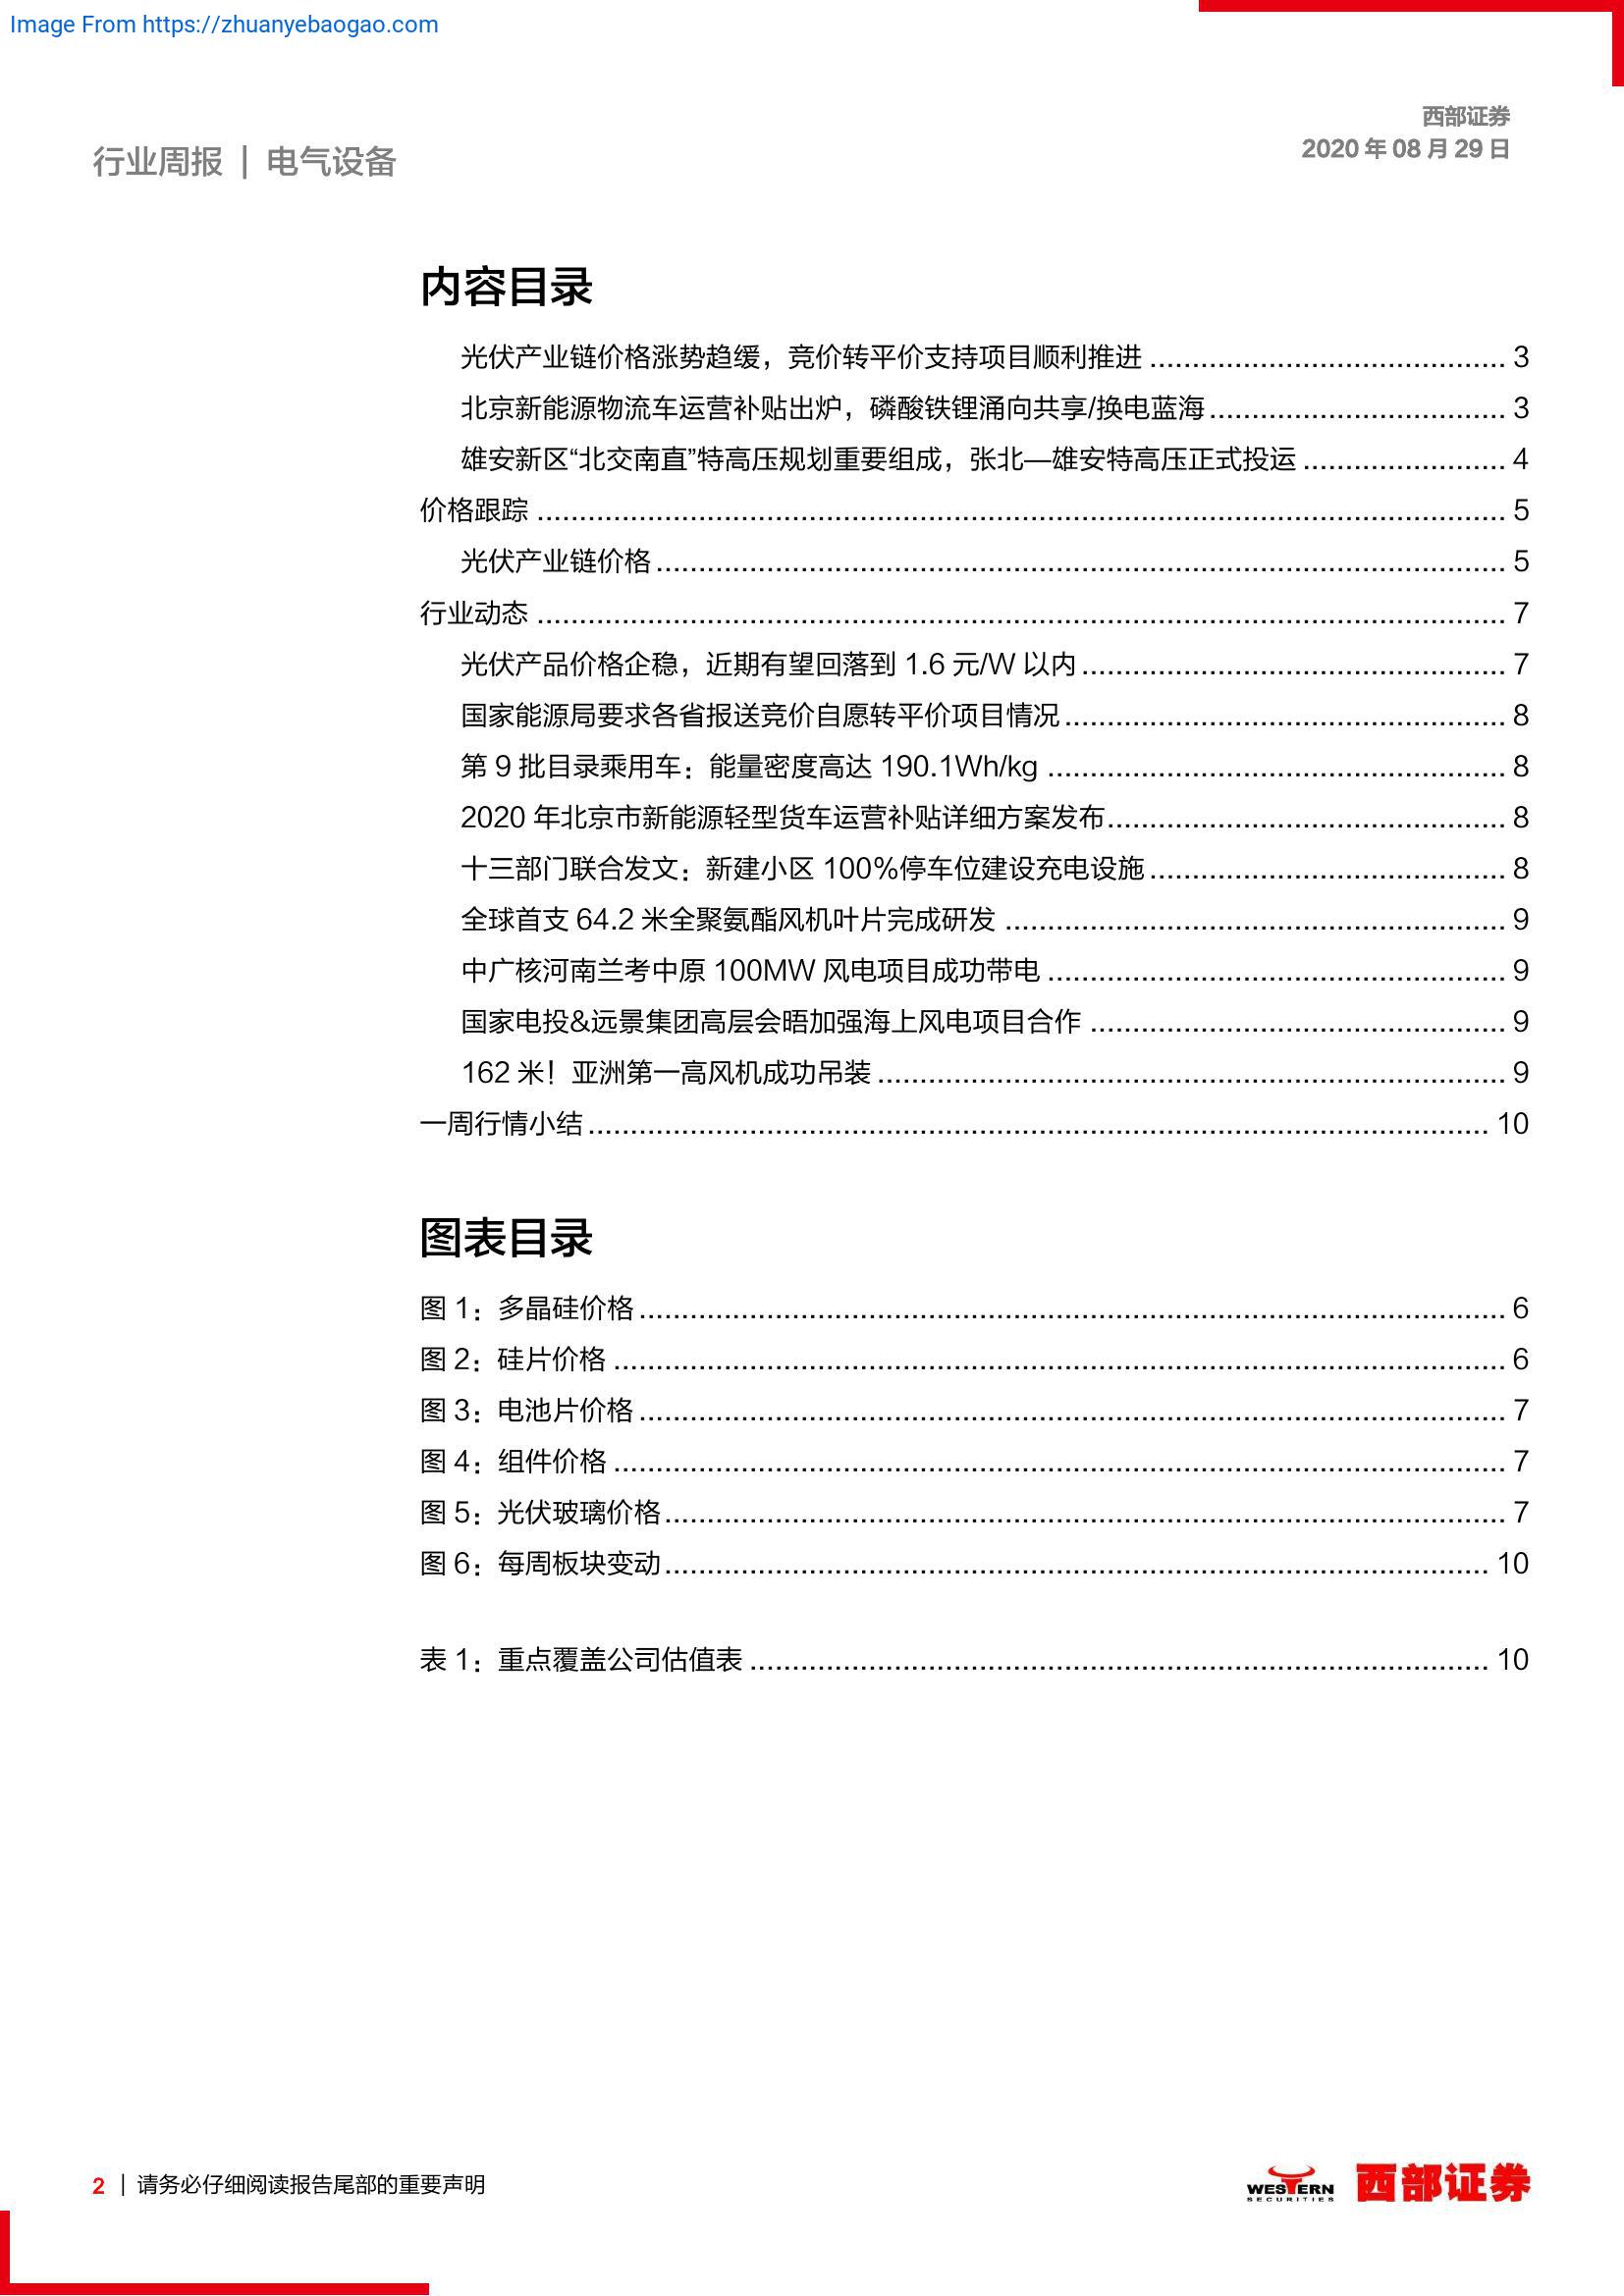 Image From https://zhuanyebaogao.com
西部证券
2020 年 08 月 29 日
行业周报 | 电气设备
内容目录
光伏产业链价格涨势趋缓，竞价转平价支持项目顺利推进 ........ 3
北京新能源物流车运营补贴出炉，磷酸铁锂涌向共享/换电蓝海 ........ 3
雄安新区“北交南直”特高压规划重要组成，张北—雄安特高压正式投运 ........ 4
价格跟踪 ........ 5
光伏产业链价格 ........ 5
行业动态 ........ 7
光伏产品价格企稳，近期有望回落到 1.6 元/W 以内 ........ 7
国家能源局要求各省报送竞价自愿转平价项目情况 ........ 8
第 9 批目录乘用车：能量密度高达 190.1Wh/kg ........ 8
2020 年北京市新能源轻型货车运营补贴详细方案发布 ........ 8
十三部门联合发文：新建小区 100%停车位建设充电设施 ........ 8
全球首支 64.2 米全聚氨酯风机叶片完成研发 ........ 9
中广核河南兰考中原 100MW 风电项目成功带电 ........ 9
国家电投&远景集团高层会晤加强海上风电项目合作 ........ 9
162 米！亚洲第一高风机成功吊装 ........ 9
一周行情小结 ........ 10
图表目录
图 1：多晶硅价格 ........ 6
图 2：硅片价格 ........ 6
图 3：电池片价格 ........ 7
图 4：组件价格 ........ 7
图 5：光伏玻璃价格 ........ 7
图 6：每周板块变动 ........ 10
表 1：重点覆盖公司估值表 ........ 10
2 | 请务必仔细阅读报告尾部的重要声明
WESTERN
SECURITIES
西部证券